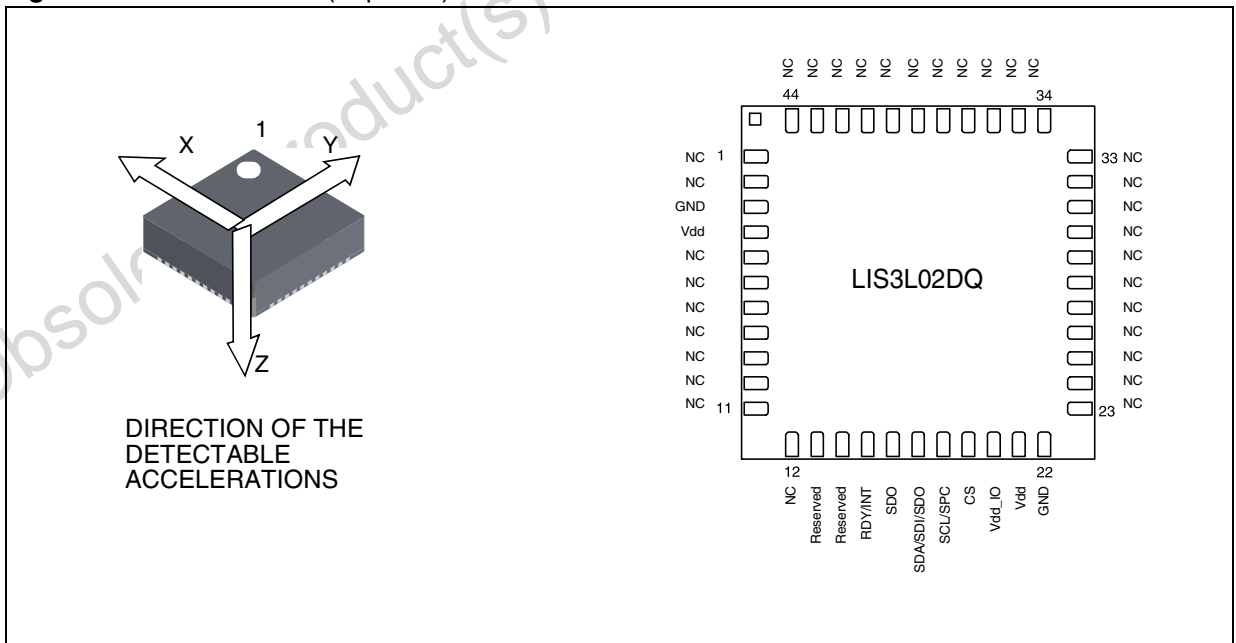 X
1
Y
Z
DIRECTION OF THE
DETECTABLE
ACCELERATIONS
NC NC NC NC NC NC NC NC NC NC NC
44 34
NC 1
NC
GND
Vdd
NC
NC
NC
NC
NC
NC
NC 11
LIS3L02DQ
33 NC
NC
NC
NC
NC
NC
NC
NC
NC
NC
23 NC
12 22
NC
Reserved
Reserved
RDY/INT
SDO
SDA/SDI/SDO
SCL/SPC
CS
Vdd_IO
Vdd
GND